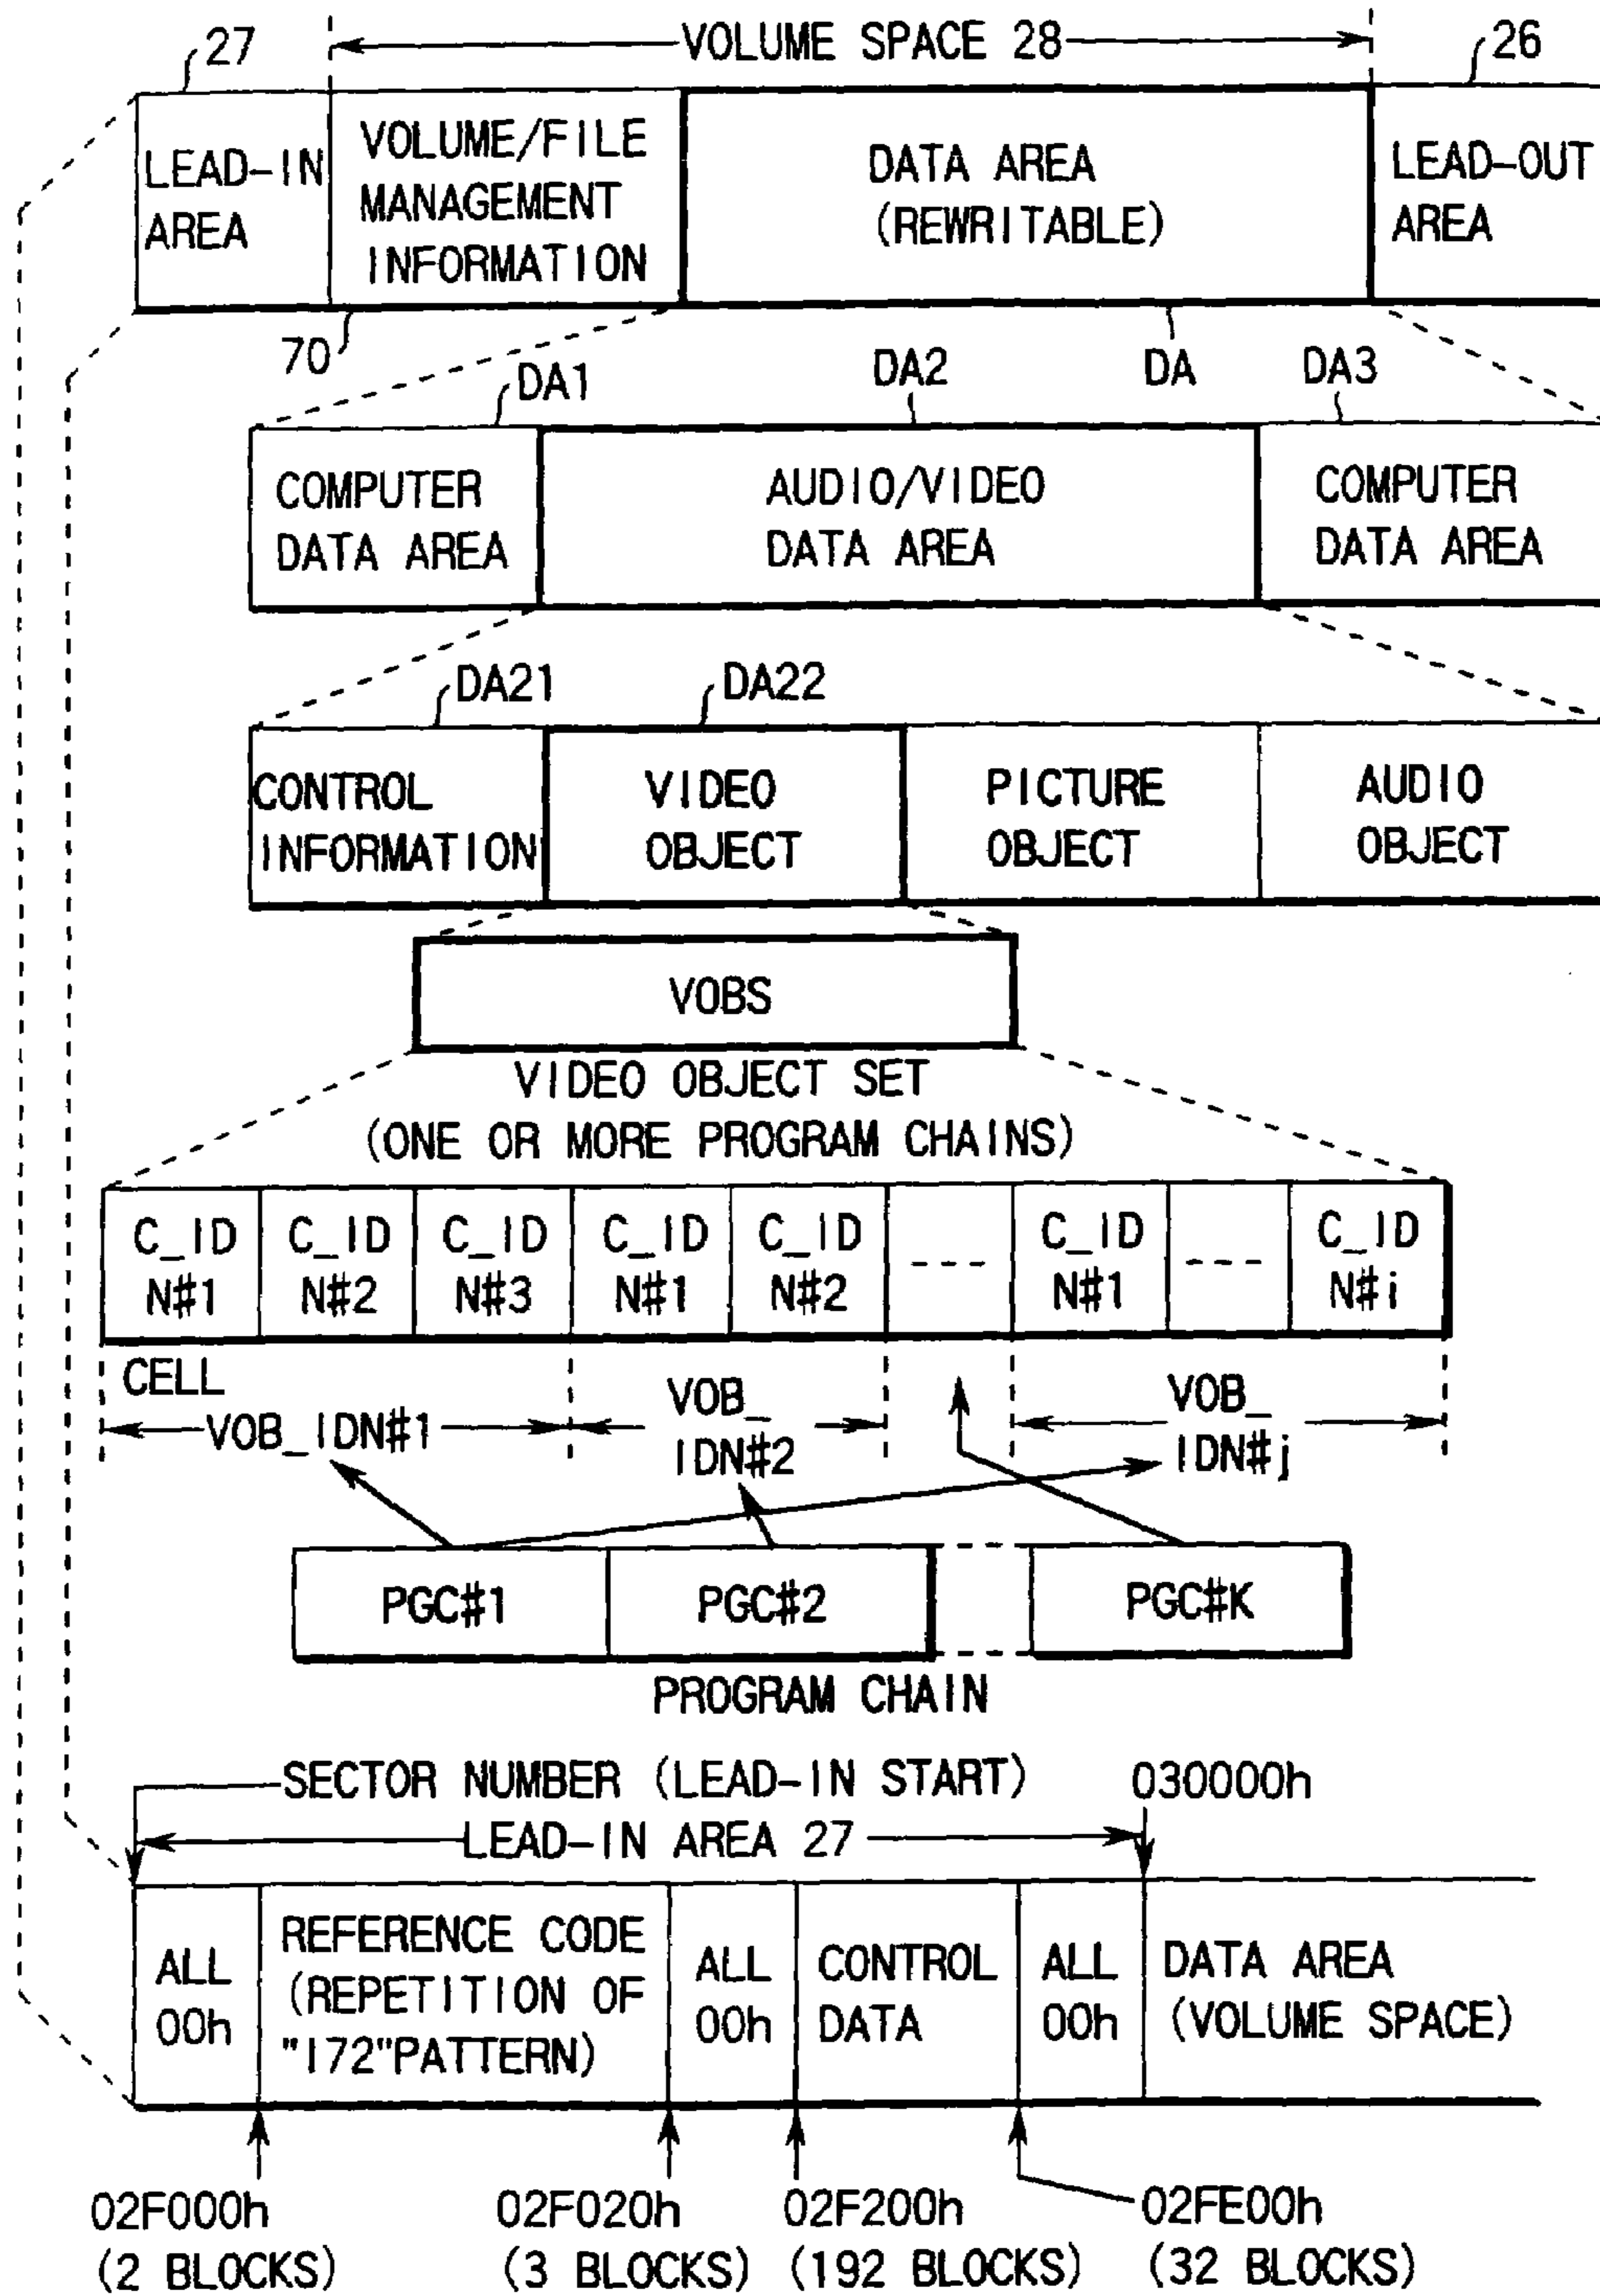 27
VOLUME SPACE 28
26
LEAD-IN
AREA
VOLUME/FILE
MANAGEMENT
INFORMATION
DATA AREA
(REWRITABLE)
LEAD-OUT
AREA
70
DA1
DA2
DA
DA3
COMPUTER
DATA AREA
AUDIO/VIDEO
DATA AREA
COMPUTER
DATA AREA
DA21
DA22
CONTROL
INFORMATION
VIDEO
OBJECT
PICTURE
OBJECT
AUDIO
OBJECT
VOBS
VIDEO OBJECT SET
(ONE OR MORE PROGRAM CHAINS)
C_ID
N#1
C_ID
N#2
C_ID
N#3
C_ID
N#1
C_ID
N#2
----
C_ID
N#1
----
C_ID
N#i
CELL
VOB_IDN#1
VOB_
IDN#2
VOB_
IDN#j
PGC#1
PGC#2
PGC#K
PROGRAM CHAIN
SECTOR NUMBER (LEAD-IN START)
030000h
LEAD-IN AREA 27
ALL
00h
REFERENCE CODE
(REPETITION OF
"172"PATTERN)
ALL
00h
CONTROL
DATA
ALL
00h
DATA AREA
(VOLUME SPACE)
02F000h
(2 BLOCKS)
02F020h
(3 BLOCKS)
02F200h
(192 BLOCKS)
02FE00h
(32 BLOCKS)